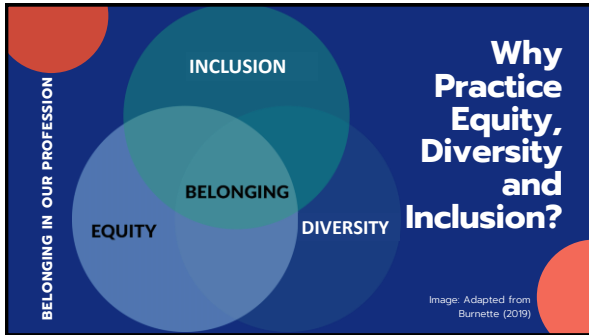 BELONGING IN OUR PROFESSION
INCLUSION
BELONGING
EQUITY
DIVERSITY
Why
Practice
Equity,
Diversity
and
Inclusion?
Image: Adapted from
Burnette (2019)